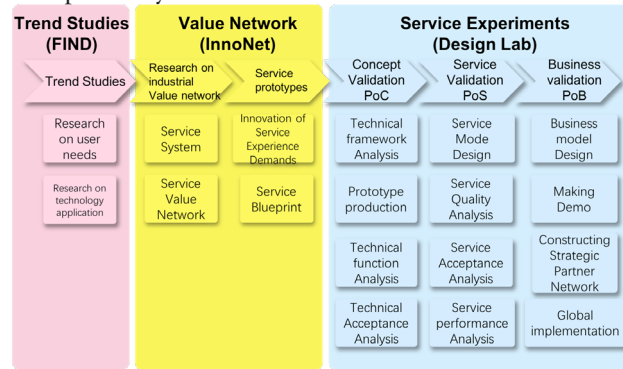 Trend Studies
(FIND)
Value Network
(InnoNet)
Service Experiments
(Design Lab)
Trend Studies
Research on
industrial
Value network
Service
prototypes
Concept
Validation
PoC
Service
Validation
PoS
Business
validation
PoB
Research
on user
needs
Service
System
Innovation of
Service
Experience
Demands
Technical
framework
Analysis
Service
Mode
Design
Business
model
Design
Research on
technology
application
Service
Value
Network
Service
Blueprint
Prototype
production
Service
Quality
Analysis
Making
Demo
Technical
function
Analysis
Service
Acceptance
Analysis
Constructing
Strategic
Partner
Network
Technical
Acceptance
Analysis
Service
performance
Analysis
Global
implementation